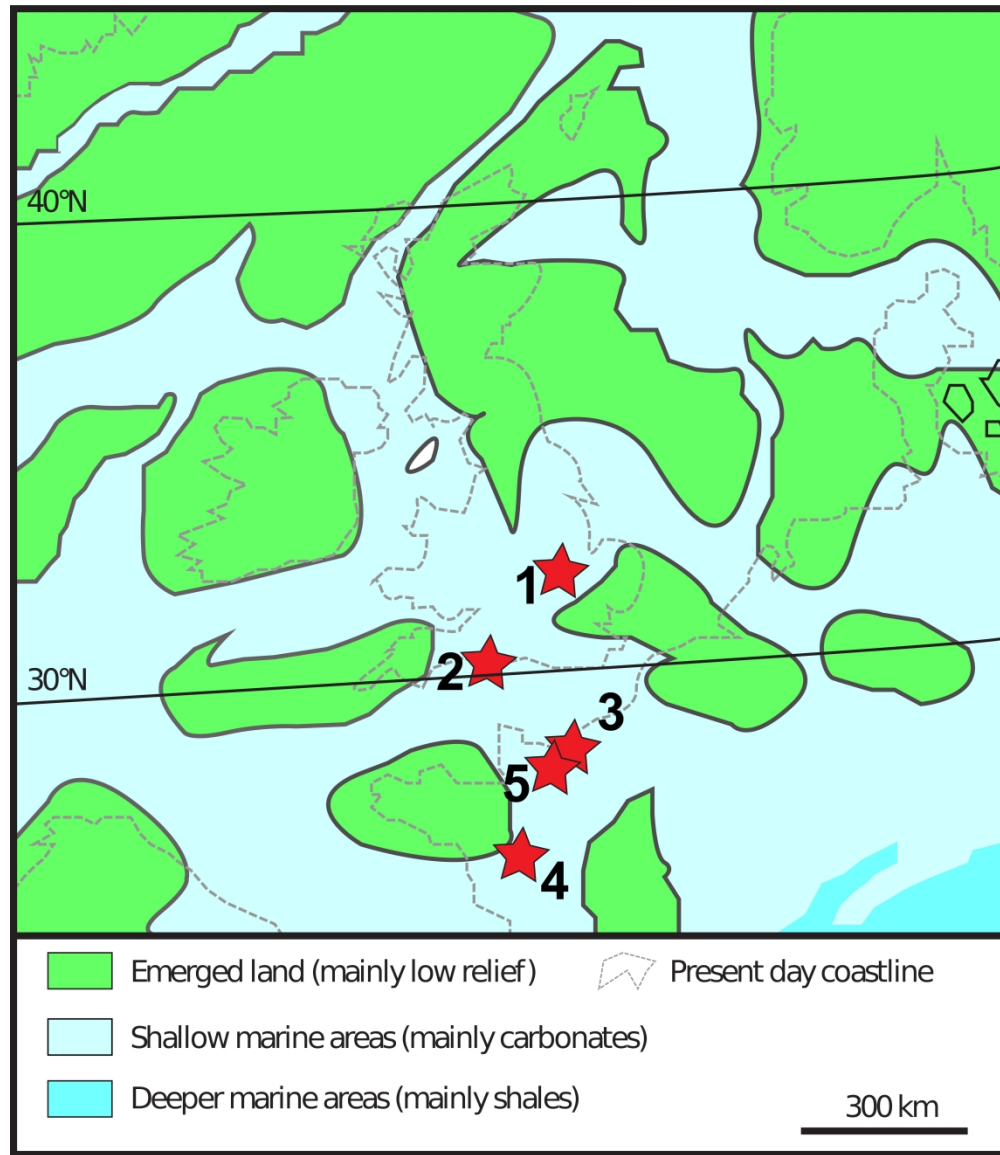 40°N
1
2
30°N
3
5
4
Emerged land (mainly low relief)
Present day coastline
Shallow marine areas (mainly carbonates)
Deeper marine areas (mainly shales)
300 km